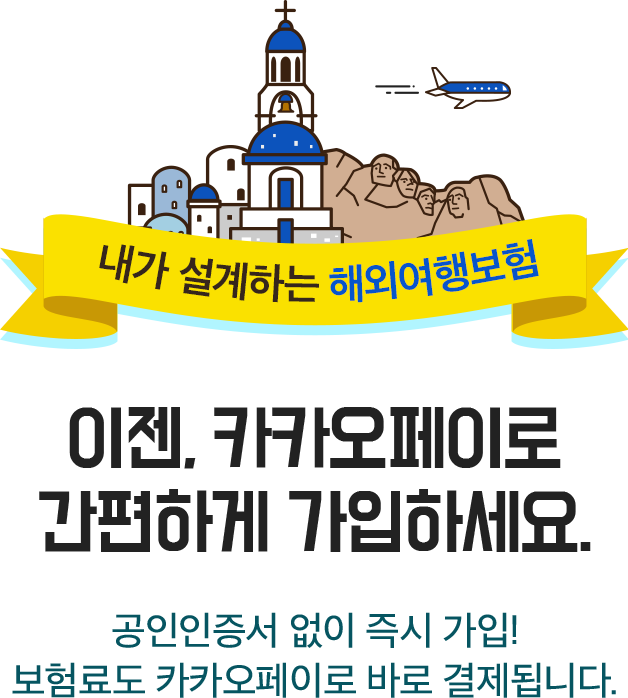 내가 설계하는 해외여행보험
이젠, 카카오페이로
간편하게 가입하세요.
공인인증서 없이 즉시 가입!
보험료도 카카오페이로 바로 결제됩니다.